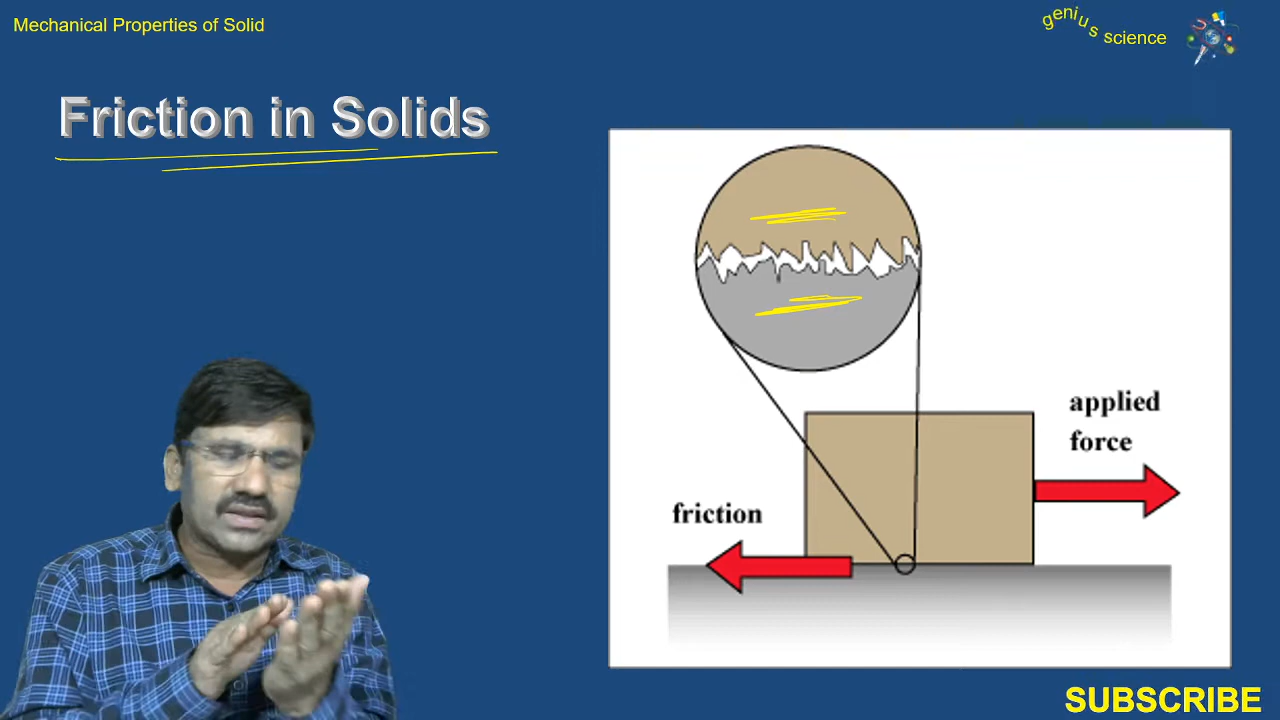 Mechanical Properties of Solid
genius science
Friction in Solids
applied
force
friction
SUBSCRIBE